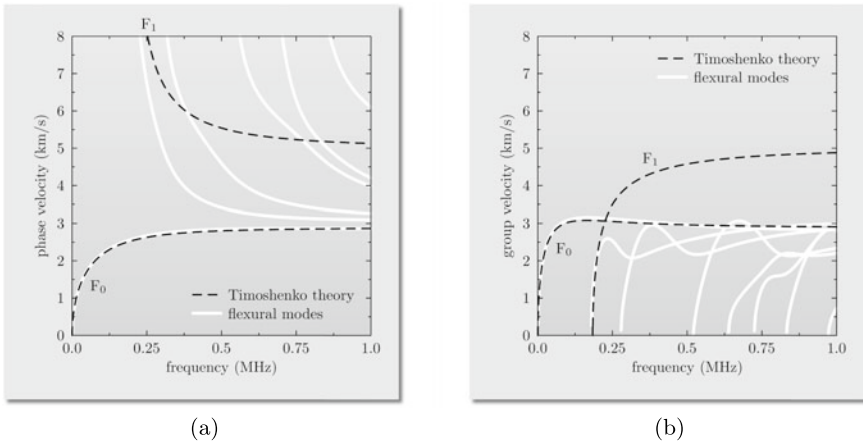 F₁
8
7
6
5
4
3
2
1
0
phase velocity (km/s)
F₀
Timoshenko theory
flexural modes
0.0
0.25
0.50
0.75
1.0
frequency (MHz)
(a)
8
7
6
5
4
3
2
1
0
group velocity (km/s)
Timoshenko theory
flexural modes
F₁
F₀
0.0
0.25
0.50
0.75
1.0
frequency (MHz)
(b)